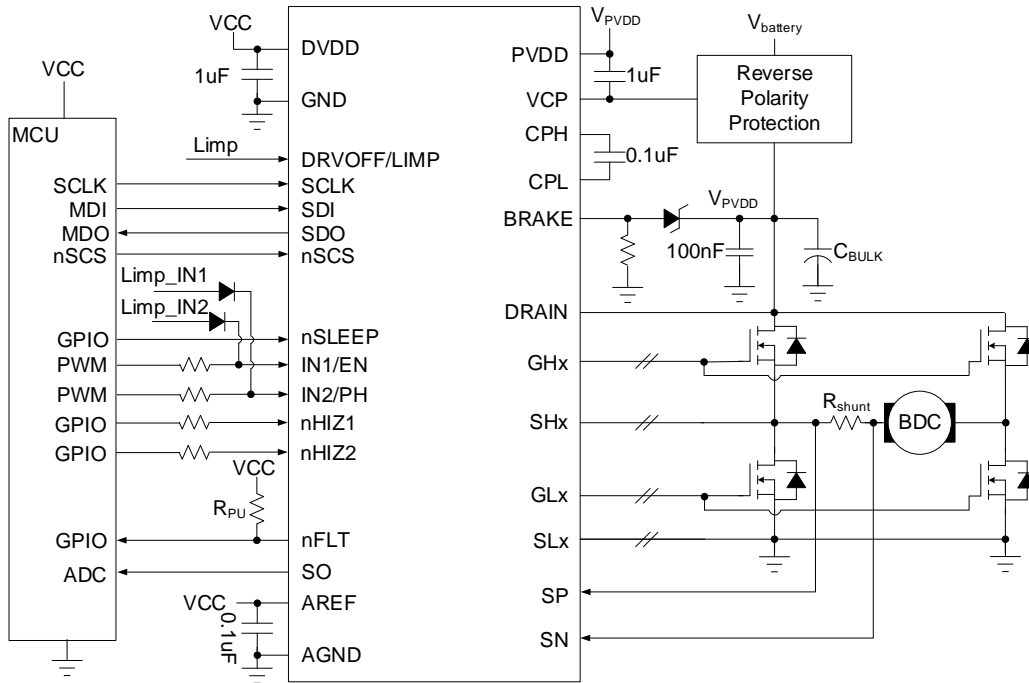 VCC
MCU
SCLK
MDI
MDO
nSCS
Limp_IN1
Limp_IN2
GPIO
PWM
PWM
GPIO
GPIO
VCC
RPU
GPIO
ADC
VCC
0.1uF
VCC
1uF
Limp
DVDD
GND
DRVOFF/LIMP
SCLK
SDI
SDO
nSCS
nSLEEP
IN1/EN
IN2/PH
nHIZ1
nHIZ2
nFLT
SO
AREF
AGND
PVDD
VCP
CPH
CPL
BRAKE
DRAIN
GHx
SHx
GLx
SLx
SP
SN
VPVDD
1uF
0.1uF
Vbattery
Reverse
Polarity
Protection
VPVDD
100nF
CBULK
Rshunt
BDC